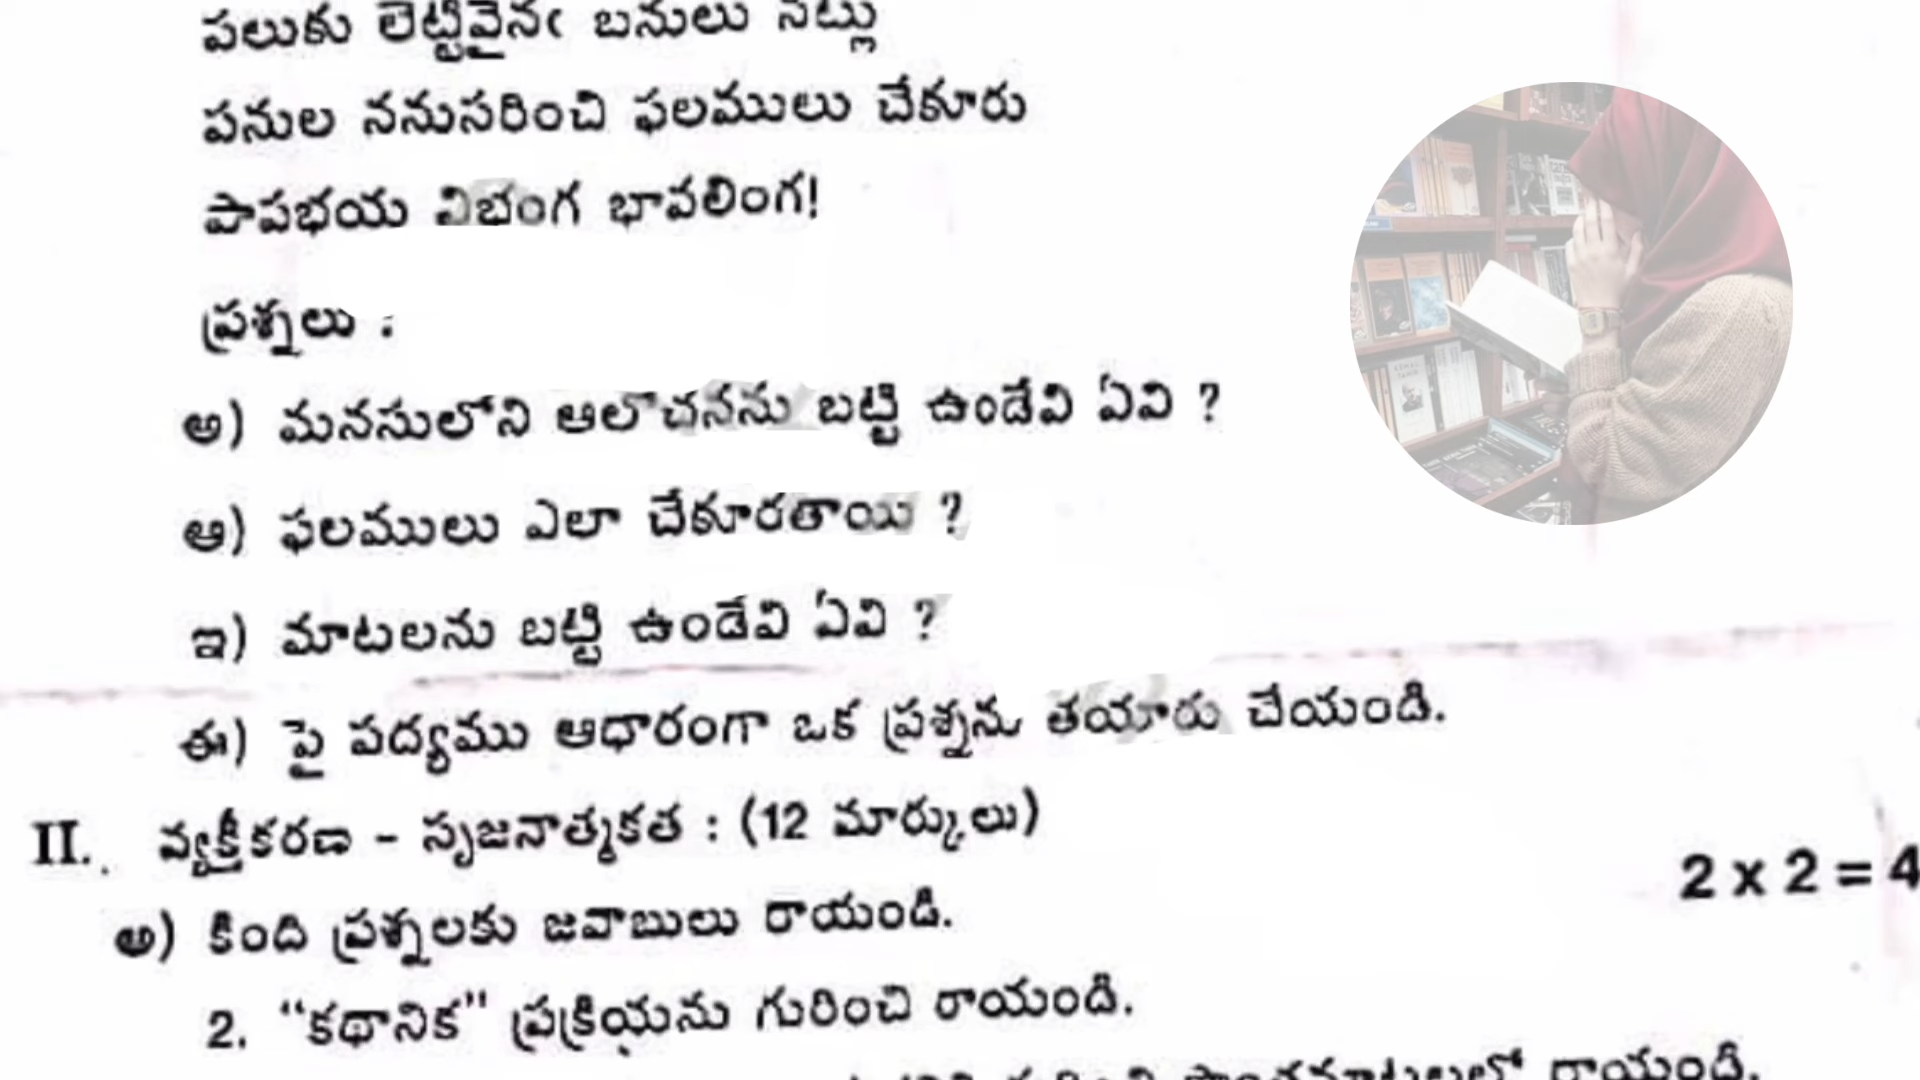 పలుకు లెట్టివైనఁ బనులు నట్లు
పనుల ననుసరించి ఫలములు చేకూరు
పాపభయ విభంగ భావలింగ!
ప్రశ్నలు :
అ) మనసులోని ఆలోచనను బట్టి ఉండేవి ఏవి ?
ఆ) ఫలములు ఎలా చేకూరతాయి ?
ఇ) మాటలను బట్టి ఉండేవి ఏవి ?
ఈ) పై పద్యము ఆధారంగా ఒక ప్రశ్నను తయారు చేయండి.
II. వ్యక్తీకరణ - సృజనాత్మకత : (12 మార్కులు)
అ) కింది ప్రశ్నలకు జవాబులు రాయండి. 2 x 2 = 4
2. “కథానిక” ప్రక్రియను గురించి రాయండి.
గురించి సొంతమాటలలో రాయండి.